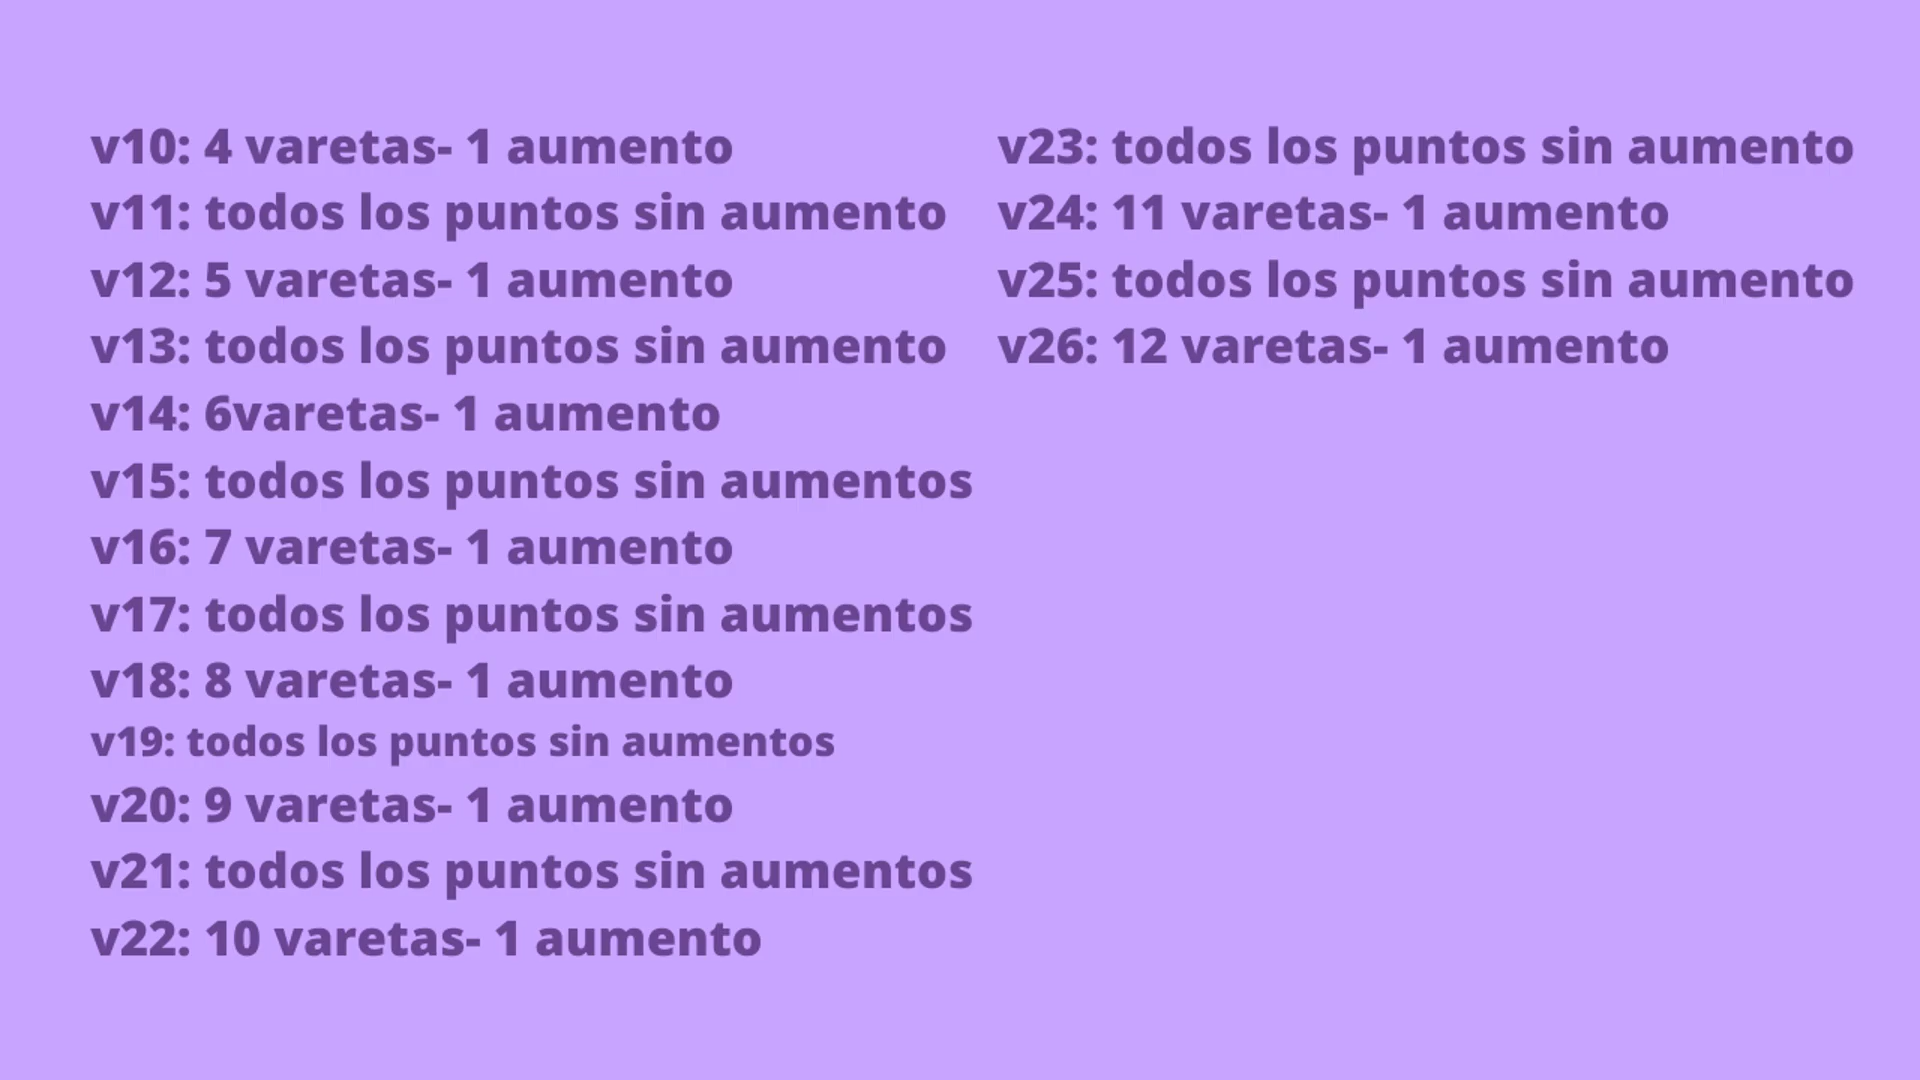 v10: 4 varetas- 1 aumento
v11: todos los puntos sin aumento
v12: 5 varetas- 1 aumento
v13: todos los puntos sin aumento
v14: 6varetas- 1 aumento
v15: todos los puntos sin aumentos
v16: 7 varetas- 1 aumento
v17: todos los puntos sin aumentos
v18: 8 varetas- 1 aumento
v19: todos los puntos sin aumentos
v20: 9 varetas- 1 aumento
v21: todos los puntos sin aumentos
v22: 10 varetas- 1 aumento
v23: todos los puntos sin aumento
v24: 11 varetas- 1 aumento
v25: todos los puntos sin aumento
v26: 12 varetas- 1 aumento